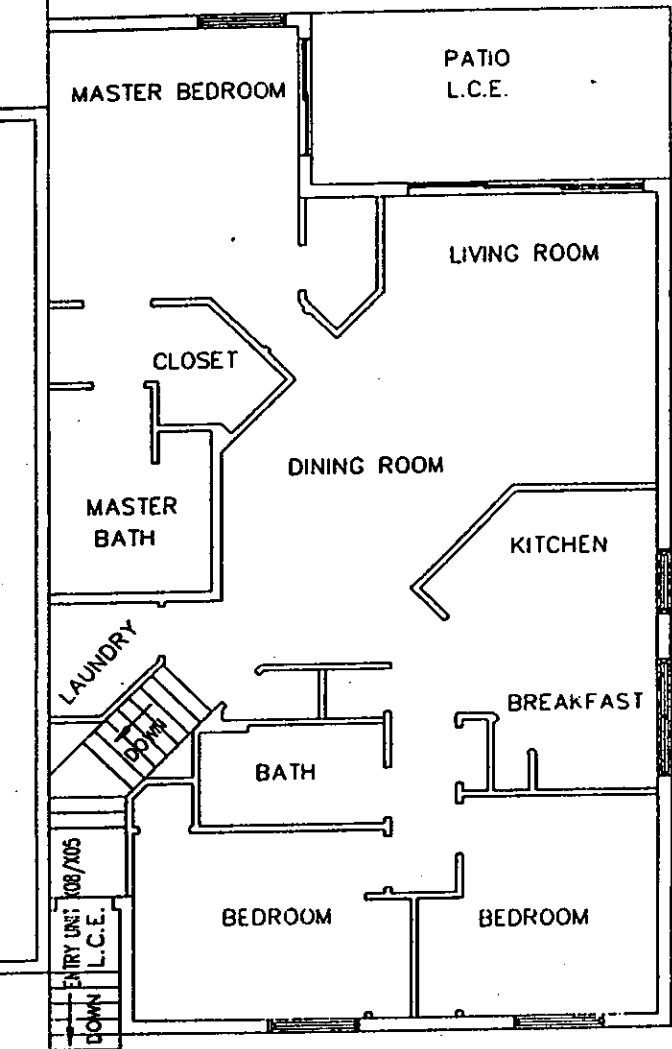 PATIO
L.C.E.
MASTER BEDROOM
LIVING ROOM
CLOSET
DINING ROOM
MASTER
BATH
KITCHEN
LAUNDRY
BREAKFAST
DOWN
BATH
ENTRY UNIT X08/X05
L.C.E.
BEDROOM
BEDROOM
DOWN